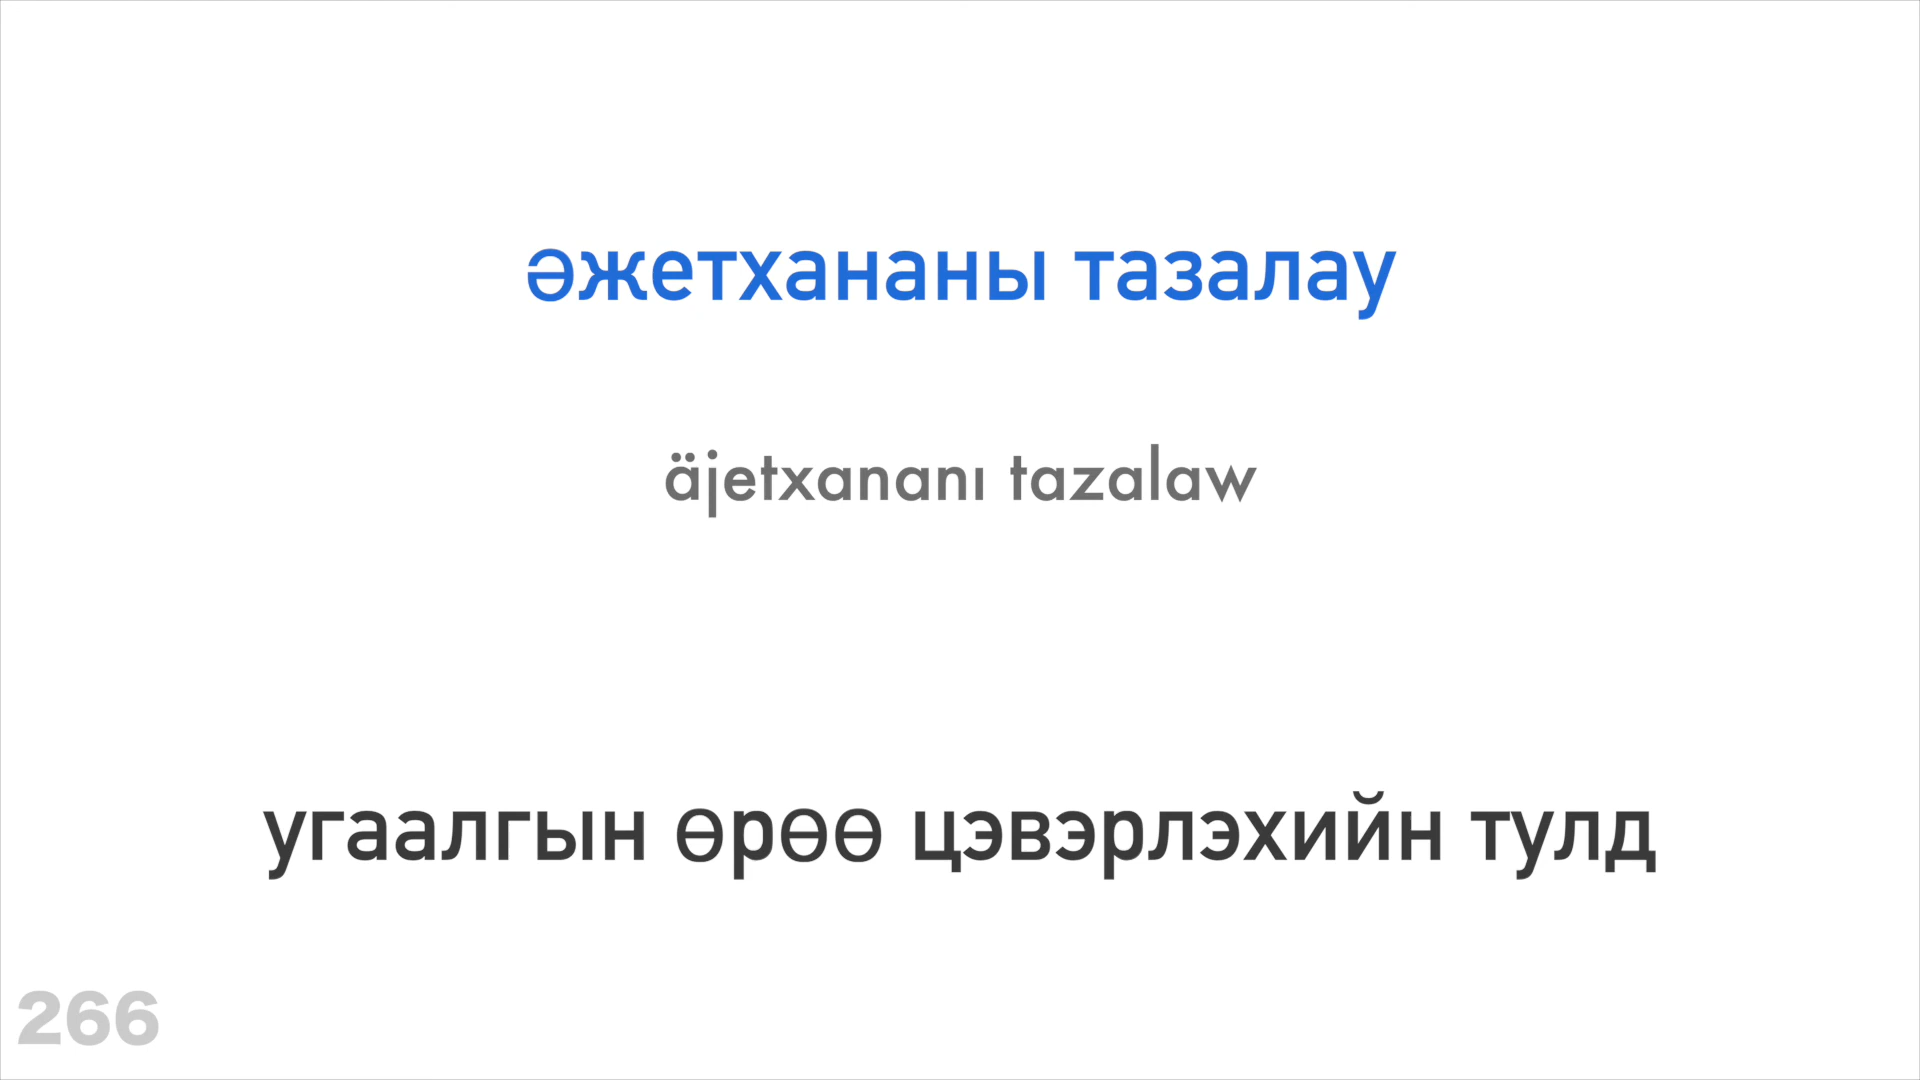 әжетхананы тазалау
äjetxananı tazalaw
угаалгын өрөө цэвэрлэхийн тулд
266